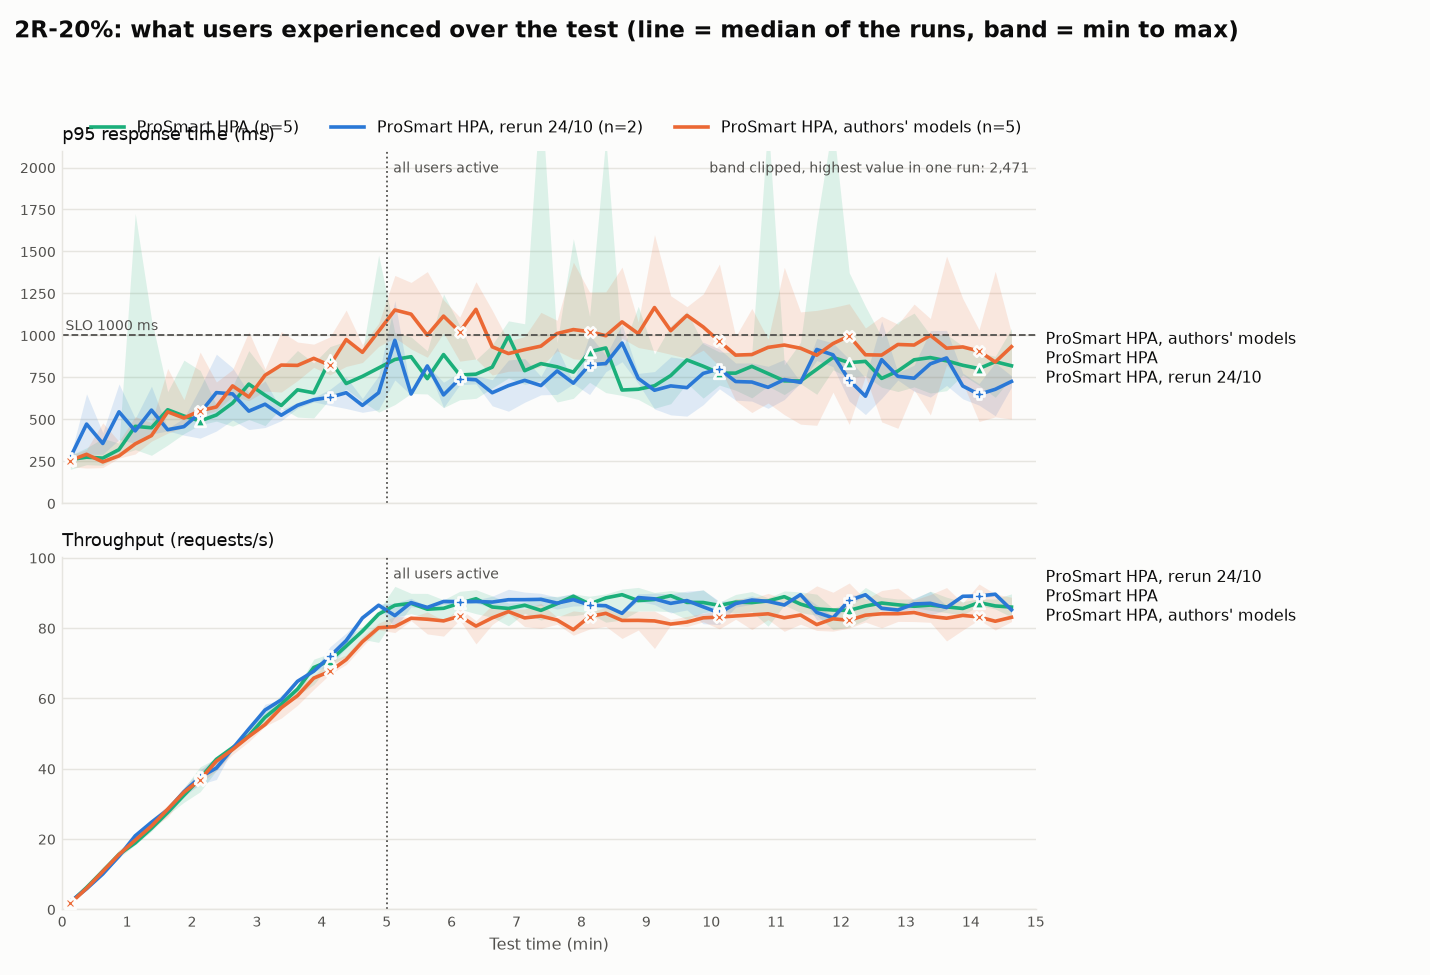 2R-20%: what users experienced over the test (line = median of the runs, band = min to max)
ProSmart HPA (n=5)
ProSmart HPA, rerun 24/10 (n=2)
ProSmart HPA, authors' models (n=5)
p95 response time (ms)
2000
all users active
band clipped, highest value in one run: 2,471
1750
1500
1250
SLO 1000 ms
1000
ProSmart HPA, authors' models
ProSmart HPA
ProSmart HPA, rerun 24/10
750
500
250
0
Throughput (requests/s)
100
all users active
ProSmart HPA, rerun 24/10
ProSmart HPA
ProSmart HPA, authors' models
80
60
40
20
0
0 1 2 3 4 5 6 7 8 9 10 11 12 13 14 15
Test time (min)